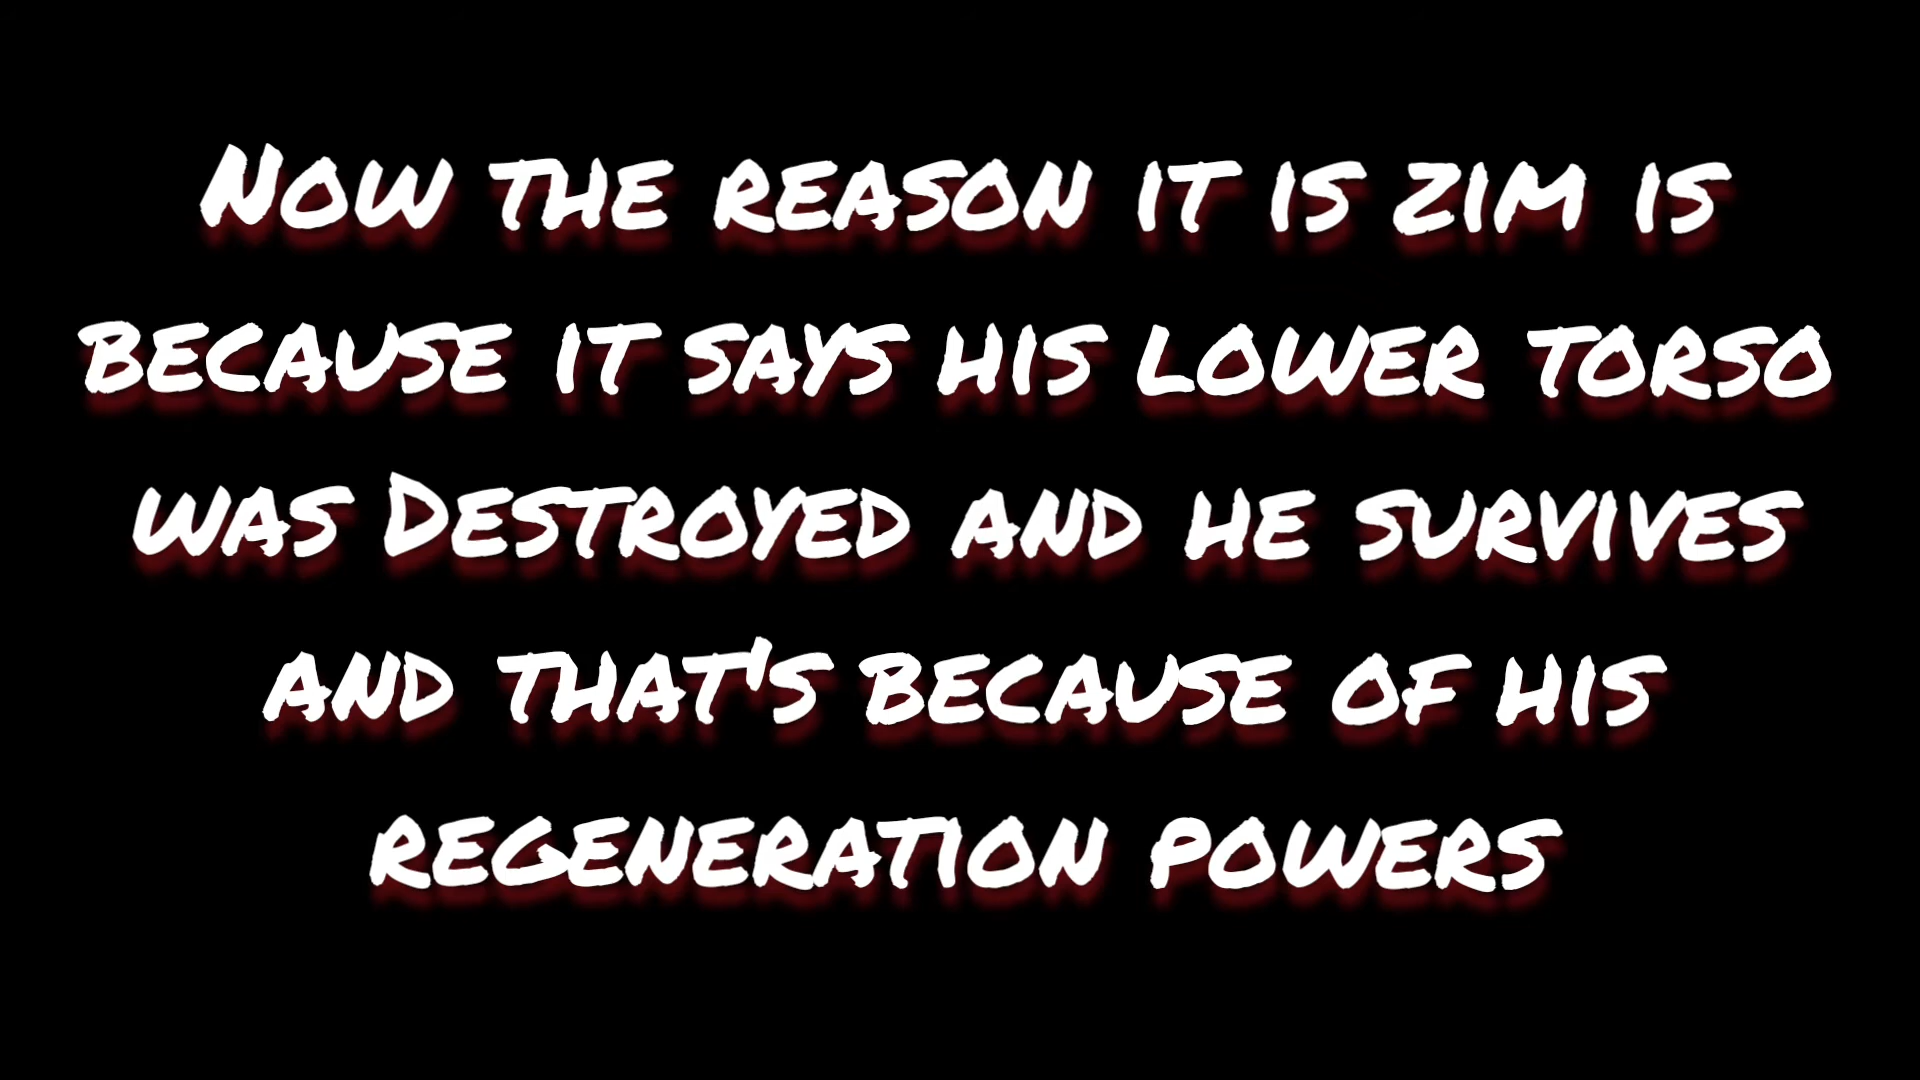 Now the reason it is zim is
because it says his lower torso
was Destroyed and he survives
and that's because of his
regeneration powers